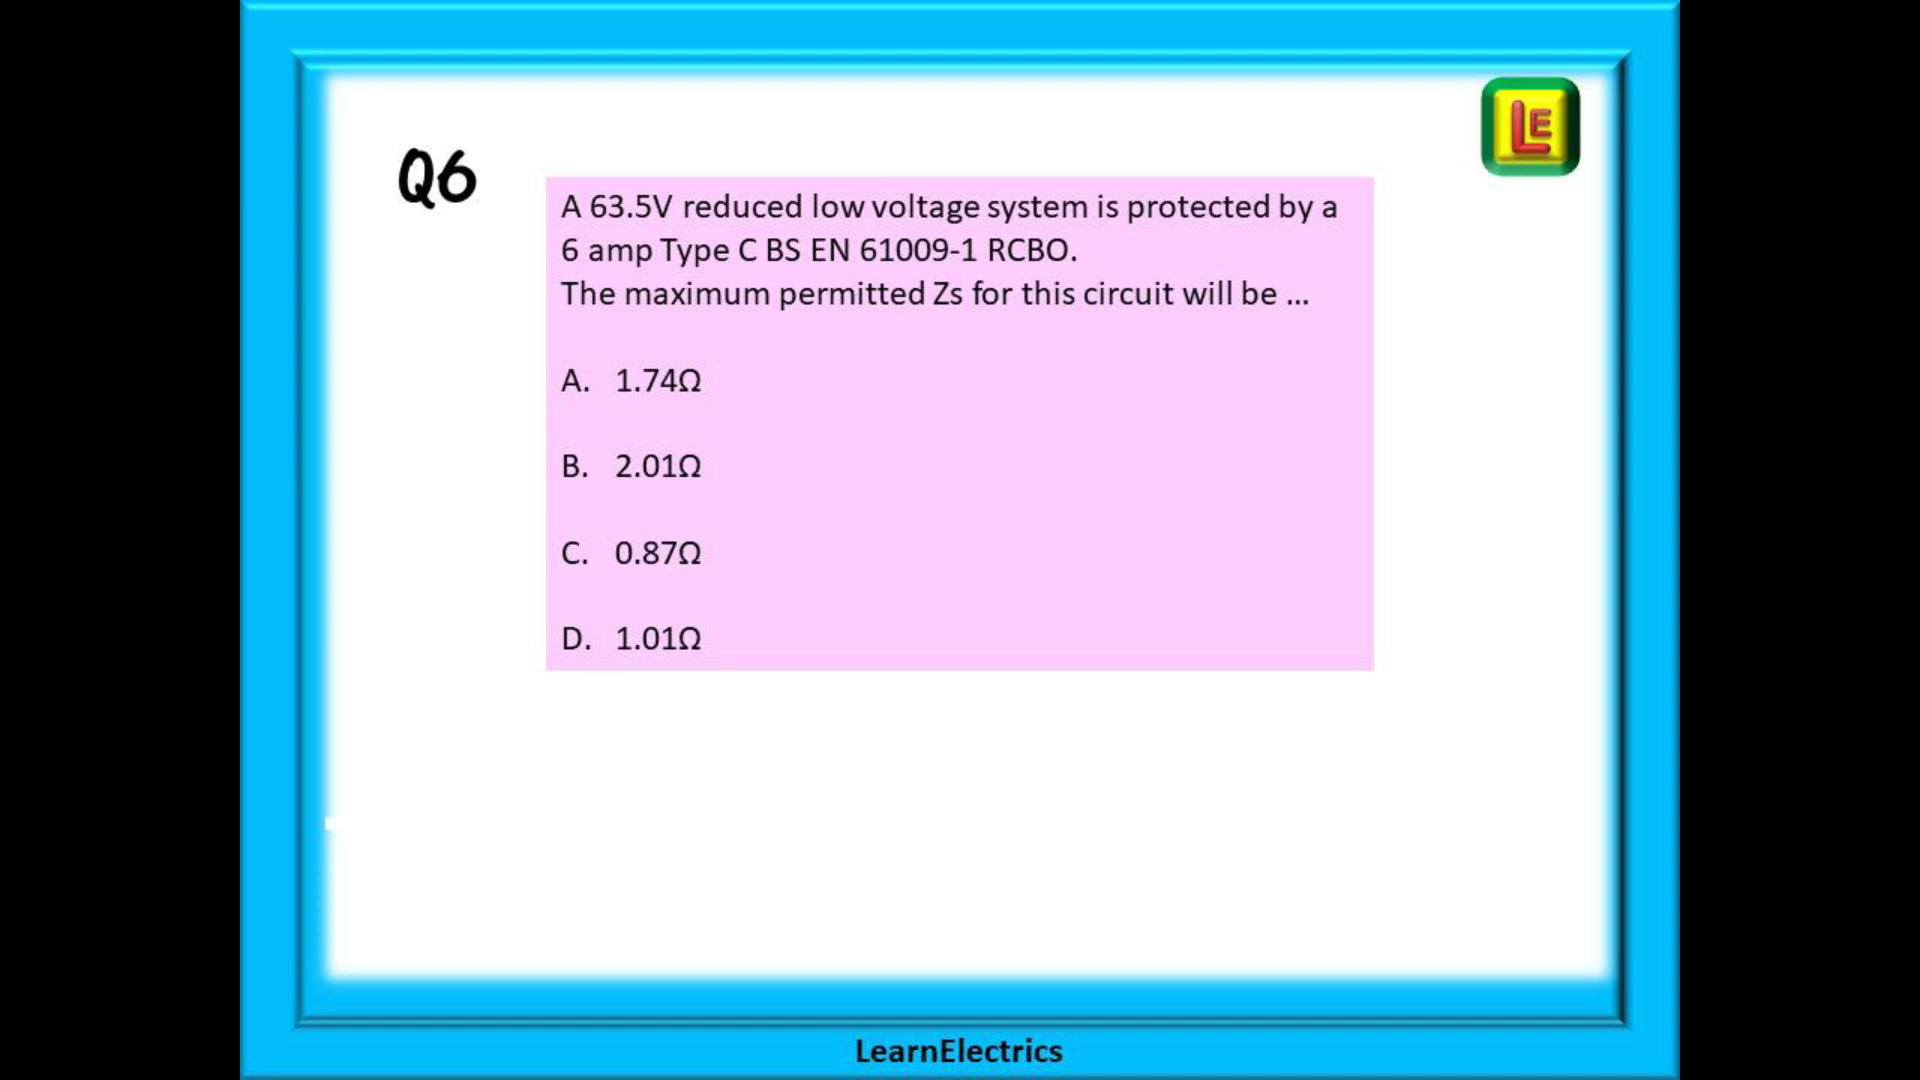 LE
Q6
A 63.5V reduced low voltage system is protected by a
6 amp Type C BS EN 61009-1 RCBO.
The maximum permitted Zs for this circuit will be ...
A. 1.74Ω
B. 2.01Ω
C. 0.87Ω
D. 1.01Ω
LearnElectrics